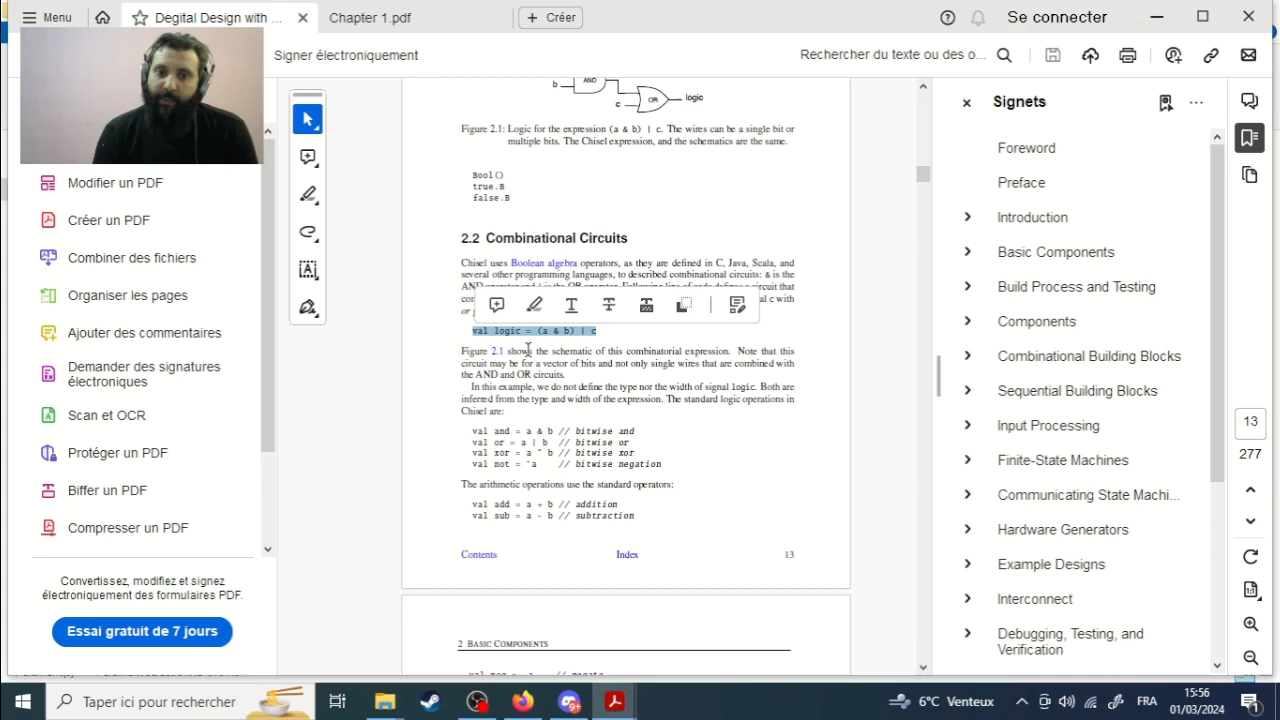 Menu
Degital Design with ...
Chapter 1.pdf
Créer
Se connecter
Signer électroniquement
Rechercher du texte ou des o...
Modifier un PDF
Créer un PDF
Combiner des fichiers
Organiser les pages
Ajouter des commentaires
Demander des signatures
électroniques
Scan et OCR
Protéger un PDF
Biffer un PDF
Compresser un PDF
Convertissez, modifiez et signez
électroniquement des formulaires PDF.
Essai gratuit de 7 jours
b
AND
c
OR
logic
Figure 2.1: Logic for the expression (a & b) | c. The wires can be a single bit or
multiple bits. The Chisel expression, and the schematics are the same.
Bool()
true.B
false.B
2.2 Combinational Circuits
Chisel uses Boolean algebra operators, as they are defined in C, Java, Scala, and
several other programming languages, to described combinational circuits: & is the
val logic = (a & b) | c
Figure 2.1 shows the schematic of this combinatorial expression. Note that this
circuit may be for a vector of bits and not only single wires that are combined with
the AND and OR circuits.
In this example, we do not define the type nor the width of signal logic. Both are
inferred from the type and width of the expression. The standard logic operations in
Chisel are:
val and = a & b // bitwise and
val or = a | b // bitwise or
val xor = a ^ b // bitwise xor
val not = ~a // bitwise negation
The arithmetic operations use the standard operators:
val add = a + b // addition
val sub = a - b // subtraction
Contents Index 13
2 BASIC COMPONENTS
Signets
Foreword
Preface
Introduction
Basic Components
Build Process and Testing
Components
Combinational Building Blocks
Sequential Building Blocks
Input Processing
Finite-State Machines
Communicating State Machi...
Hardware Generators
Example Designs
Interconnect
Debugging, Testing, and
Verification
13
277
Taper ici pour rechercher
6°C Venteux
FRA
15:56
01/03/2024